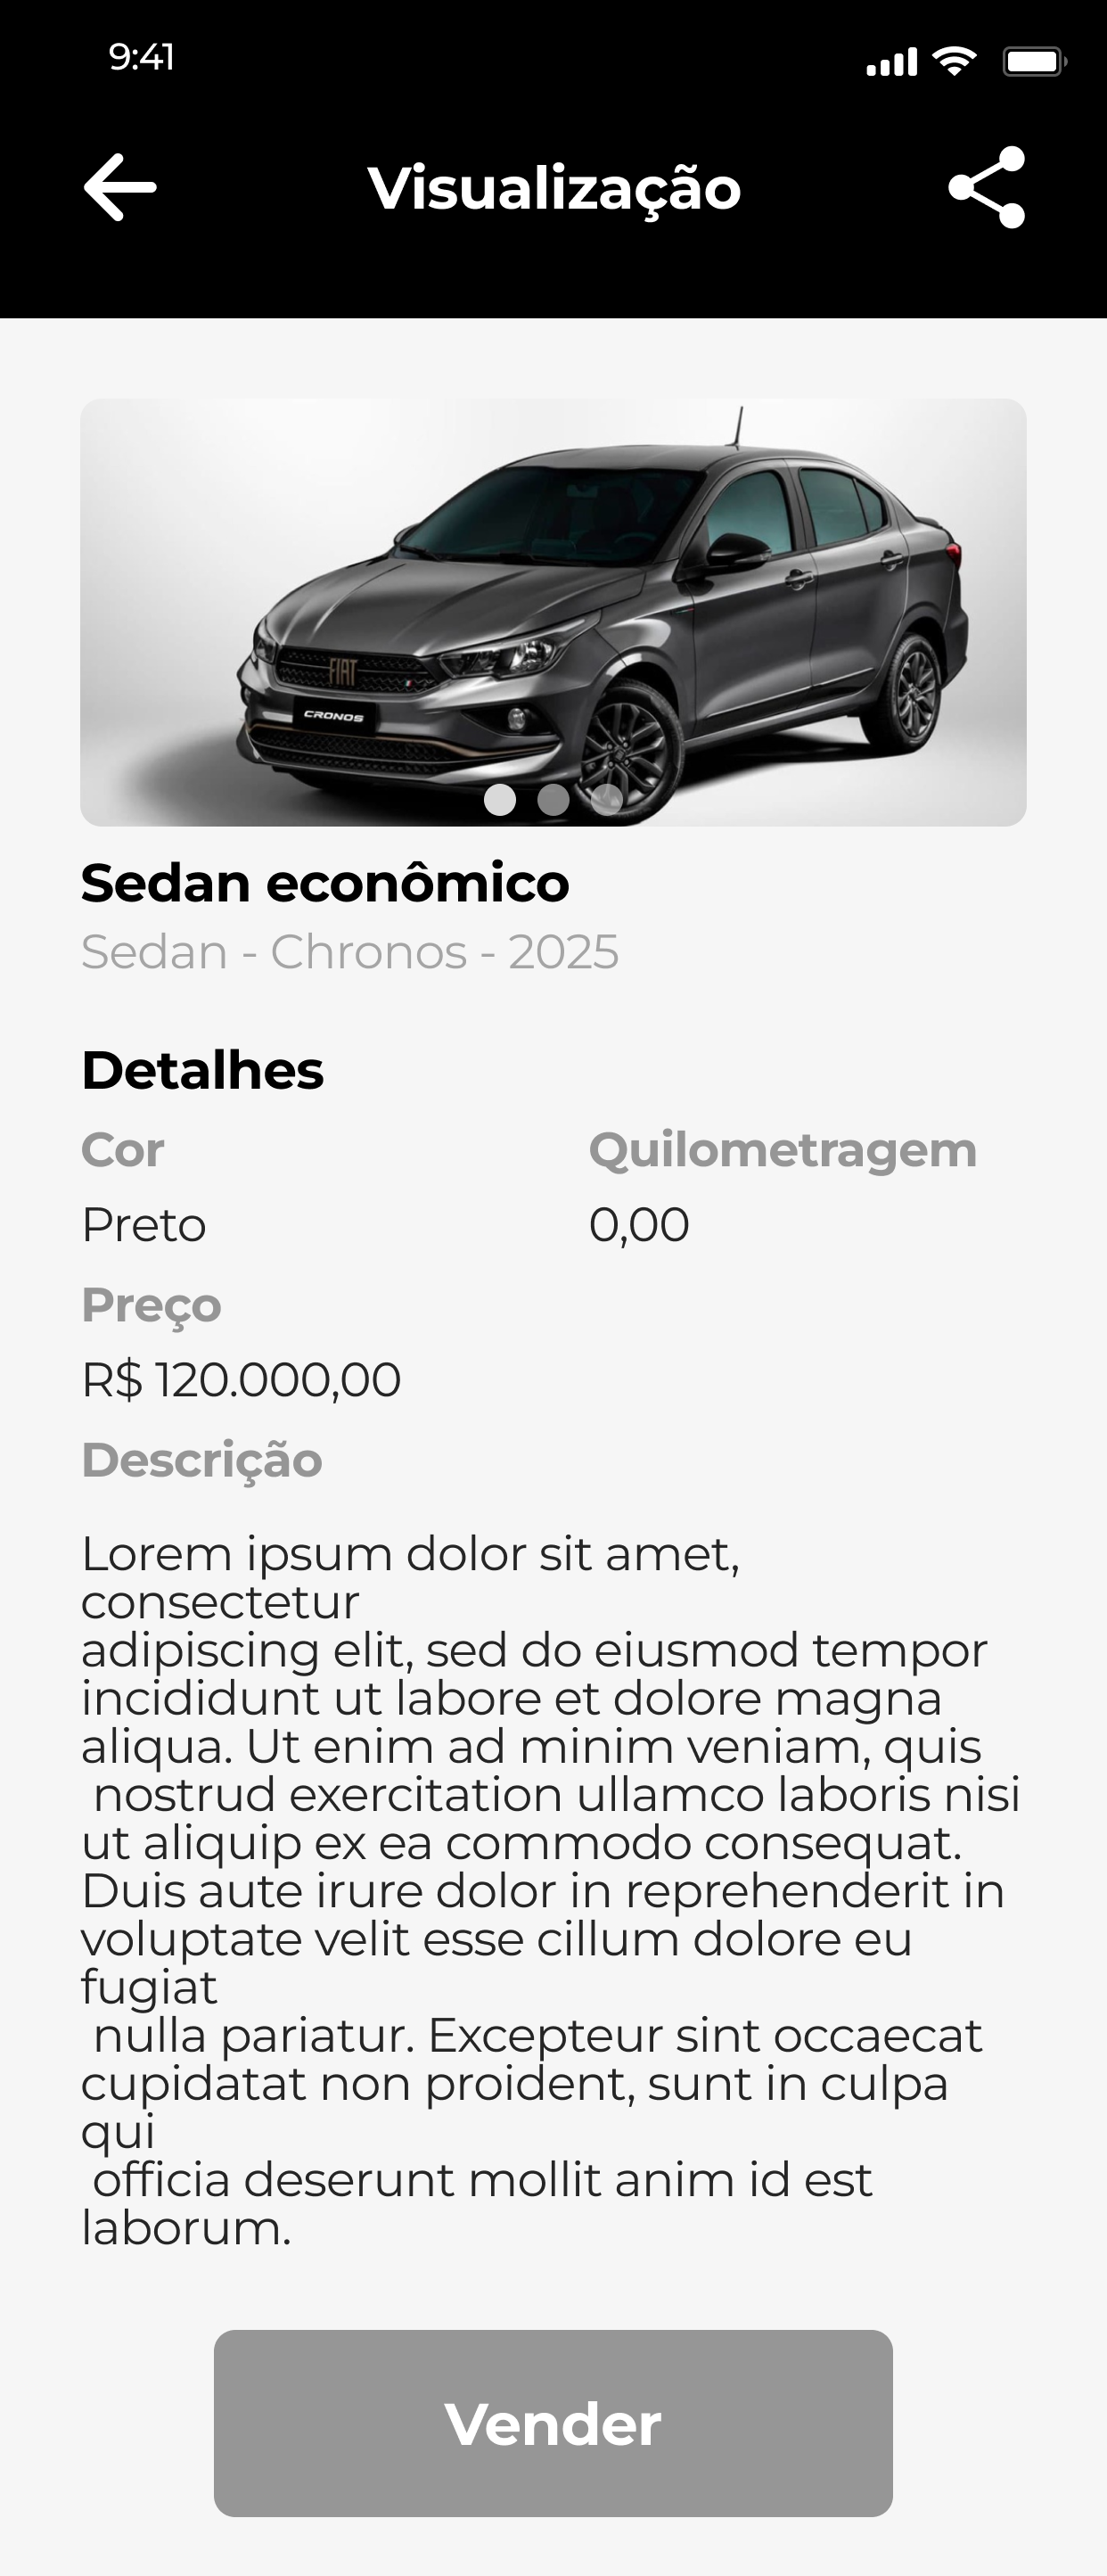 9:41
Visualização
FIAT
CRONOS
Sedan econômico
Sedan - Chronos - 2025
Detalhes
Cor
Quilometragem
Preto
0,00
Preço
R$ 120.000,00
Descrição
Lorem ipsum dolor sit amet,
consectetur
adipiscing elit, sed do eiusmod tempor
incididunt ut labore et dolore magna
aliqua. Ut enim ad minim veniam, quis
nostrud exercitation ullamco laboris nisi
ut aliquip ex ea commodo consequat.
Duis aute irure dolor in reprehenderit in
voluptate velit esse cillum dolore eu
fugiat
nulla pariatur. Excepteur sint occaecat
cupidatat non proident, sunt in culpa
qui
officia deserunt mollit anim id est
laborum.
Vender